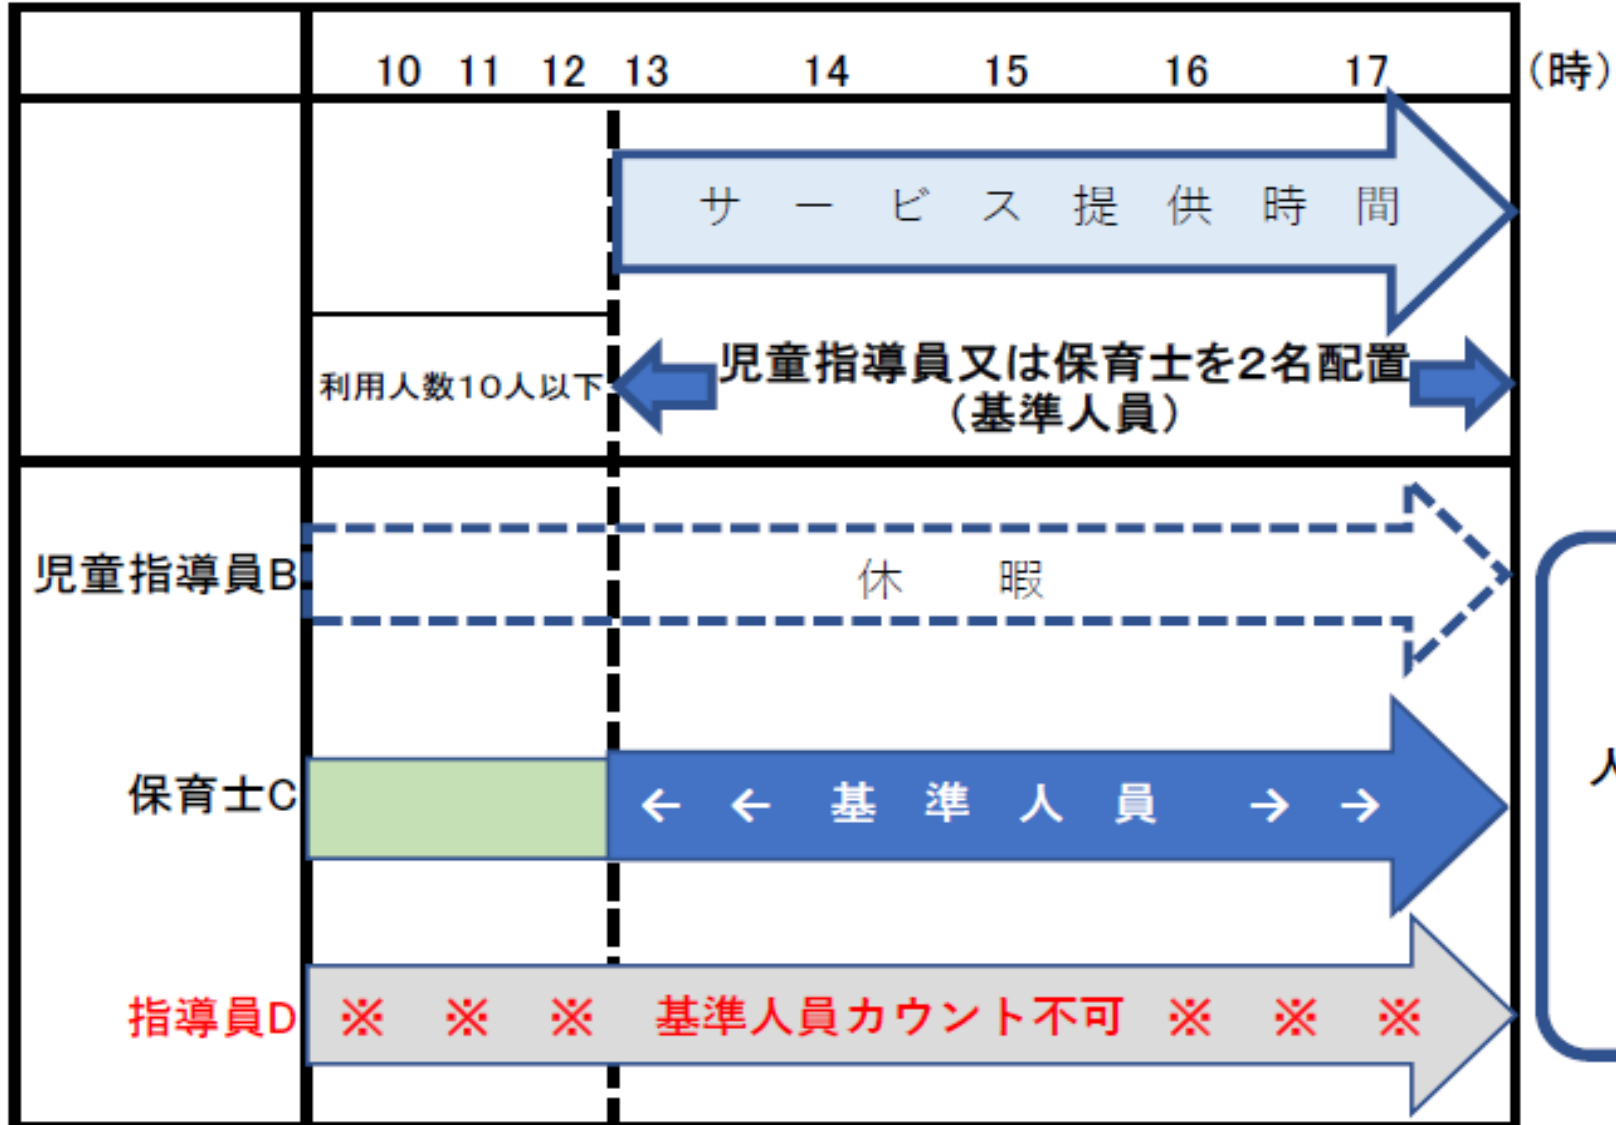 10 11 12 13 14 15 16 17 (時)
サービス提供時間
利用人数10人以下
児童指導員又は保育士を2名配置
(基準人員)
児童指導員B
休暇
保育士C
← ← 基準人員 → →
人
指導員D
※ ※ ※ 基準人員カウント不可 ※ ※ ※